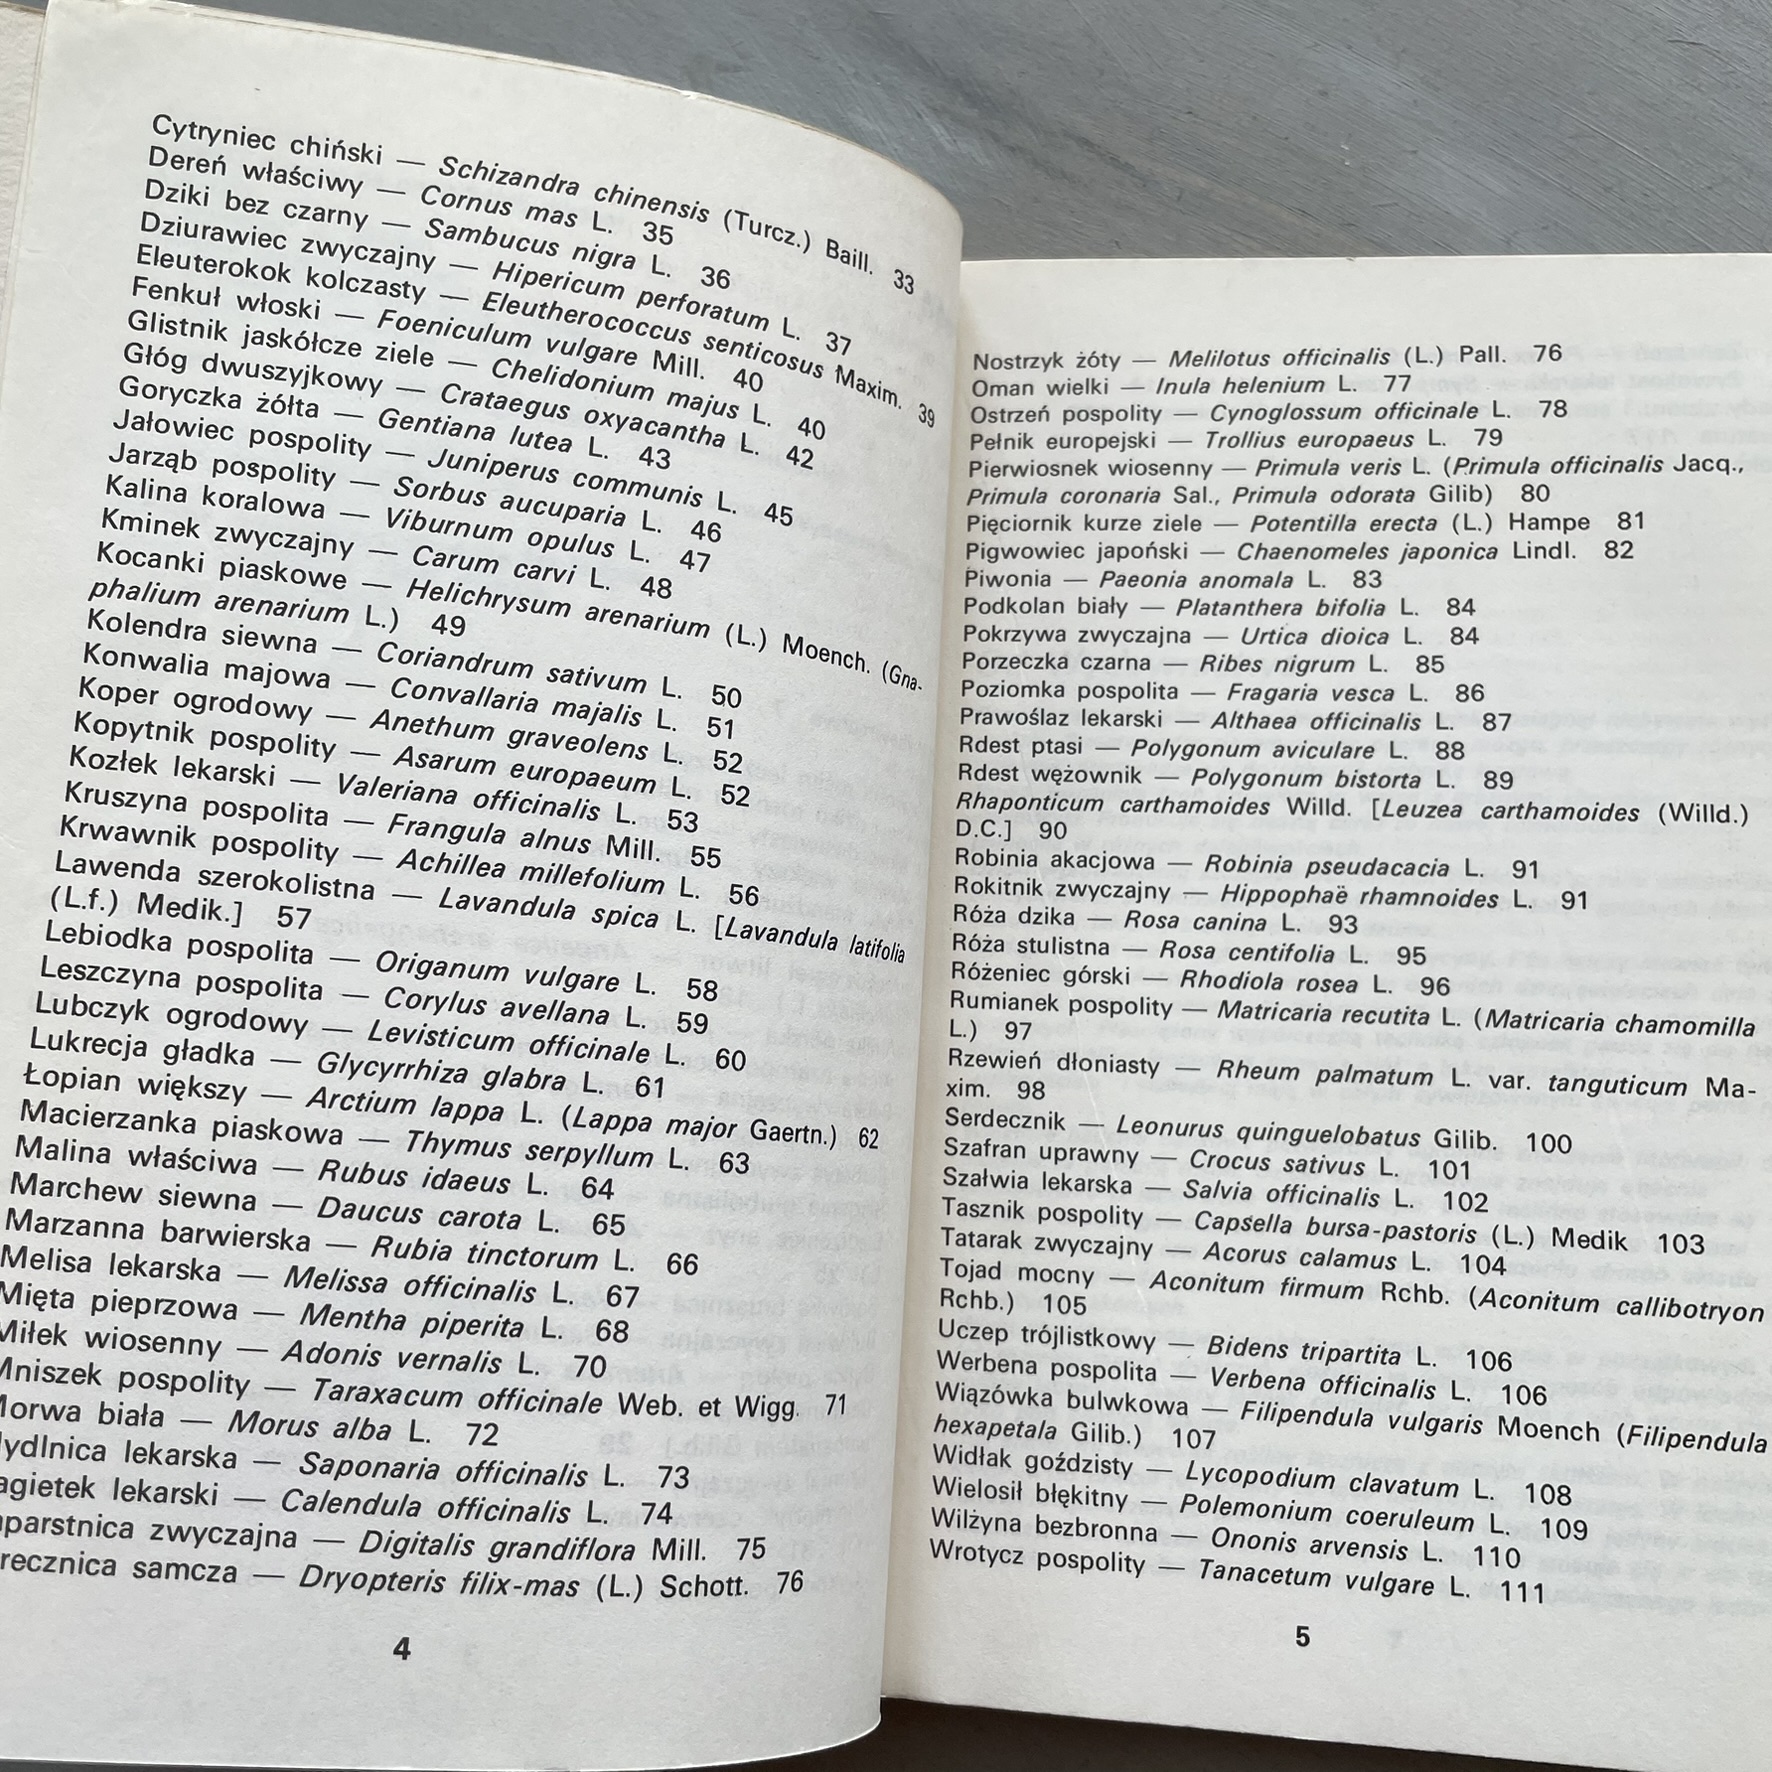 Cytryniec chiński — Schizandra chinensis (Turcz.) Baill. 33
Dereń właściwy — Cornus mas L. 35
Dziki bez czarny — Sambucus nigra L. 36
Dziurawiec zwyczajny — Hipericum perforatum L. 37
Eleuterokok kolczasty — Eleutherococcus senticosus Maxim. 39
Fenkuł włoski — Foeniculum vulgare Mill. 40
Glistnik jaskółcze ziele — Chelidonium majus L. 40
Głóg dwuszyjkowy — Crataegus oxyacantha L. 42
Goryczka żółta — Gentiana lutea L. 43
Jałowiec pospolity — Juniperus communis L. 45
Jarząb pospolity — Sorbus aucuparia L. 46
Kalina koralowa — Viburnum opulus L. 47
Kminek zwyczajny — Carum carvi L. 48
Kocanki piaskowe — Helichrysum arenarium (L.) Moench. (Gna-
phalium arenarium L.) 49
Kolendra siewna — Coriandrum sativum L. 50
Konwalia majowa — Convallaria majalis L. 51
Koper ogrodowy — Anethum graveolens L. 52
Kopytnik pospolity — Asarum europaeum L. 52
Kozłek lekarski — Valeriana officinalis L. 53
Kruszyna pospolita — Frangula alnus Mill. 55
Krwawnik pospolity — Achillea millefolium L. 56
Lawenda szerokolistna — Lavandula spica L. [Lavandula latifolia
(L.f.) Medik.] 57
Lebiodka pospolita — Origanum vulgare L. 58
Leszczyna pospolita — Corylus avellana L. 59
Lubczyk ogrodowy — Levisticum officinale L. 60
Lukrecja gładka — Glycyrrhiza glabra L. 61
Łopian większy — Arctium lappa L. (Lappa major Gaertn.) 62
Macierzanka piaskowa — Thymus serpyllum L. 63
Malina właściwa — Rubus idaeus L. 64
Marchew siewna — Daucus carota L. 65
Marzanna barwierska — Rubia tinctorum L. 66
Melisa lekarska — Melissa officinalis L. 67
Mięta pieprzowa — Mentha piperita L. 68
Miłek wiosenny — Adonis vernalis L. 70
Mniszek pospolity — Taraxacum officinale Web. et Wigg. 71
Morwa biała — Morus alba L. 72
ydlnica lekarska — Saponaria officinalis L. 73
agietek lekarski — Calendula officinalis L. 74
parstnica zwyczajna — Digitalis grandiflora Mill. 75
recznica samcza — Dryopteris filix-mas (L.) Schott. 76
4
Nostrzyk żóty — Melilotus officinalis (L.) Pall. 76
Oman wielki — Inula helenium L. 77
Ostrzeń pospolity — Cynoglossum officinale L. 78
Pełnik europejski — Trollius europaeus L. 79
Pierwiosnek wiosenny — Primula veris L. (Primula officinalis Jacq.,
Primula coronaria Sal., Primula odorata Gilib) 80
Pięciornik kurze ziele — Potentilla erecta (L.) Hampe 81
Pigwowiec japoński — Chaenomeles japonica Lindl. 82
Piwonia — Paeonia anomala L. 83
Podkolan biały — Platanthera bifolia L. 84
Pokrzywa zwyczajna — Urtica dioica L. 84
Porzeczka czarna — Ribes nigrum L. 85
Poziomka pospolita — Fragaria vesca L. 86
Prawoślaz lekarski — Althaea officinalis L. 87
Rdest ptasi — Polygonum aviculare L. 88
Rdest wężownik — Polygonum bistorta L. 89
Rhaponticum carthamoides Willd. [Leuzea carthamoides (Willd.)
D.C.] 90
Robinia akacjowa — Robinia pseudacacia L. 91
Rokitnik zwyczajny — Hippophaë rhamnoides L. 91
Róża dzika — Rosa canina L. 93
Róża stulistna — Rosa centifolia L. 95
Różeniec górski — Rhodiola rosea L. 96
Rumianek pospolity — Matricaria recutita L. (Matricaria chamomilla
L.) 97
Rzewień dłoniasty — Rheum palmatum L. var. tanguticum Ma-
xim. 98
Serdecznik — Leonurus quinguelobatus Gilib. 100
Szafran uprawny — Crocus sativus L. 101
Szałwia lekarska — Salvia officinalis L. 102
Tasznik pospolity — Capsella bursa-pastoris (L.) Medik 103
Tatarak zwyczajny — Acorus calamus L. 104
Tojad mocny — Aconitum firmum Rchb. (Aconitum callibotryon
Rchb.) 105
Uczep trójlistkowy — Bidens tripartita L. 106
Werbena pospolita — Verbena officinalis L. 106
Wiązówka bulwkowa — Filipendula vulgaris Moench (Filipendula
hexapetala Gilib.) 107
Widłak goździsty — Lycopodium clavatum L. 108
Wielosił błękitny — Polemonium coeruleum L. 109
Wilżyna bezbronna — Ononis arvensis L. 110
Wrotycz pospolity — Tanacetum vulgare L. 111
5